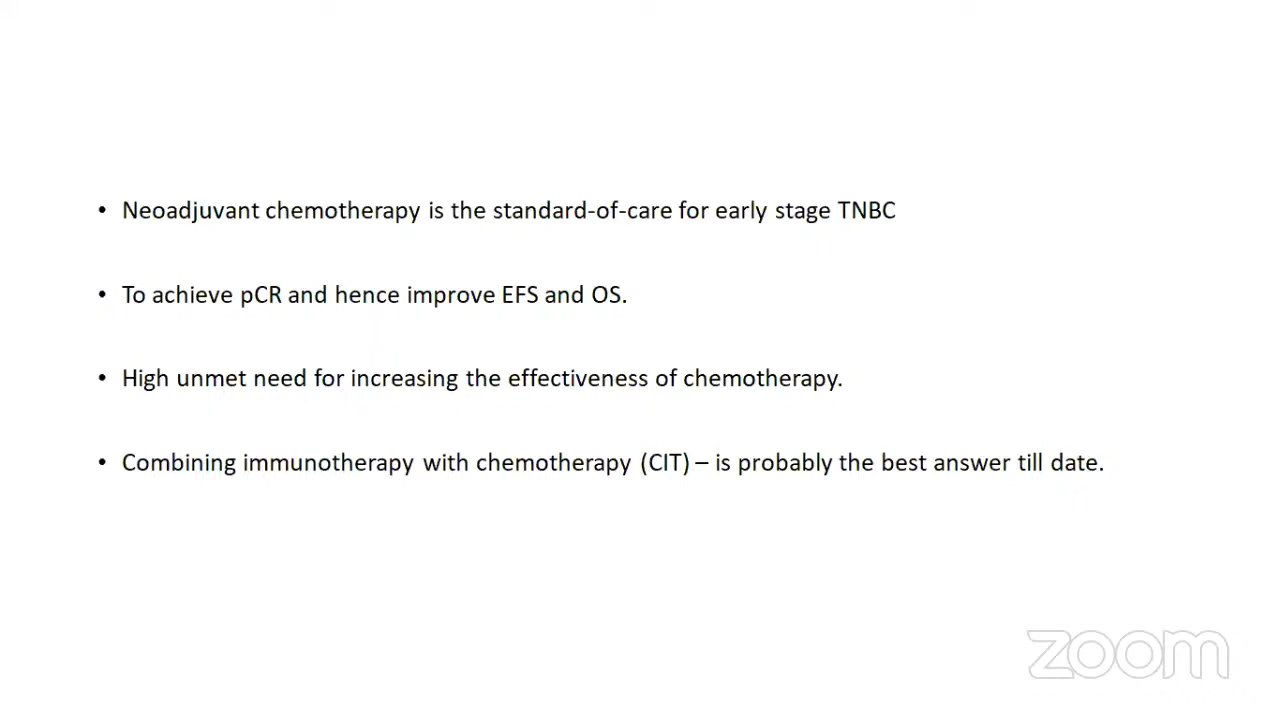 • Neoadjuvant chemotherapy is the standard-of-care for early stage TNBC
• To achieve pCR and hence improve EFS and OS.
• High unmet need for increasing the effectiveness of chemotherapy.
• Combining immunotherapy with chemotherapy (CIT) – is probably the best answer till date.
zoom